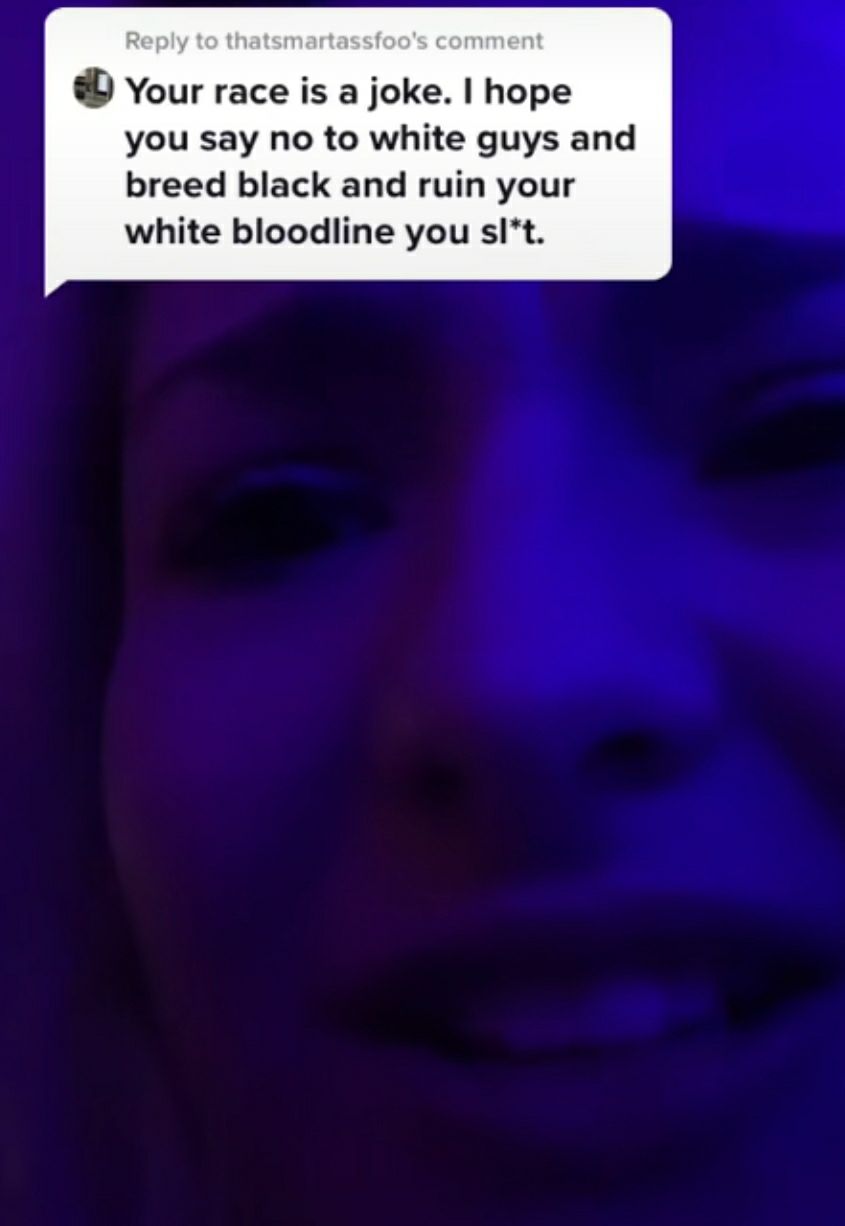 Reply to thatsmartassfoo's comment
Your race is a joke. I hope
you say no to white guys and
breed black and ruin your
white bloodline you sl*t.